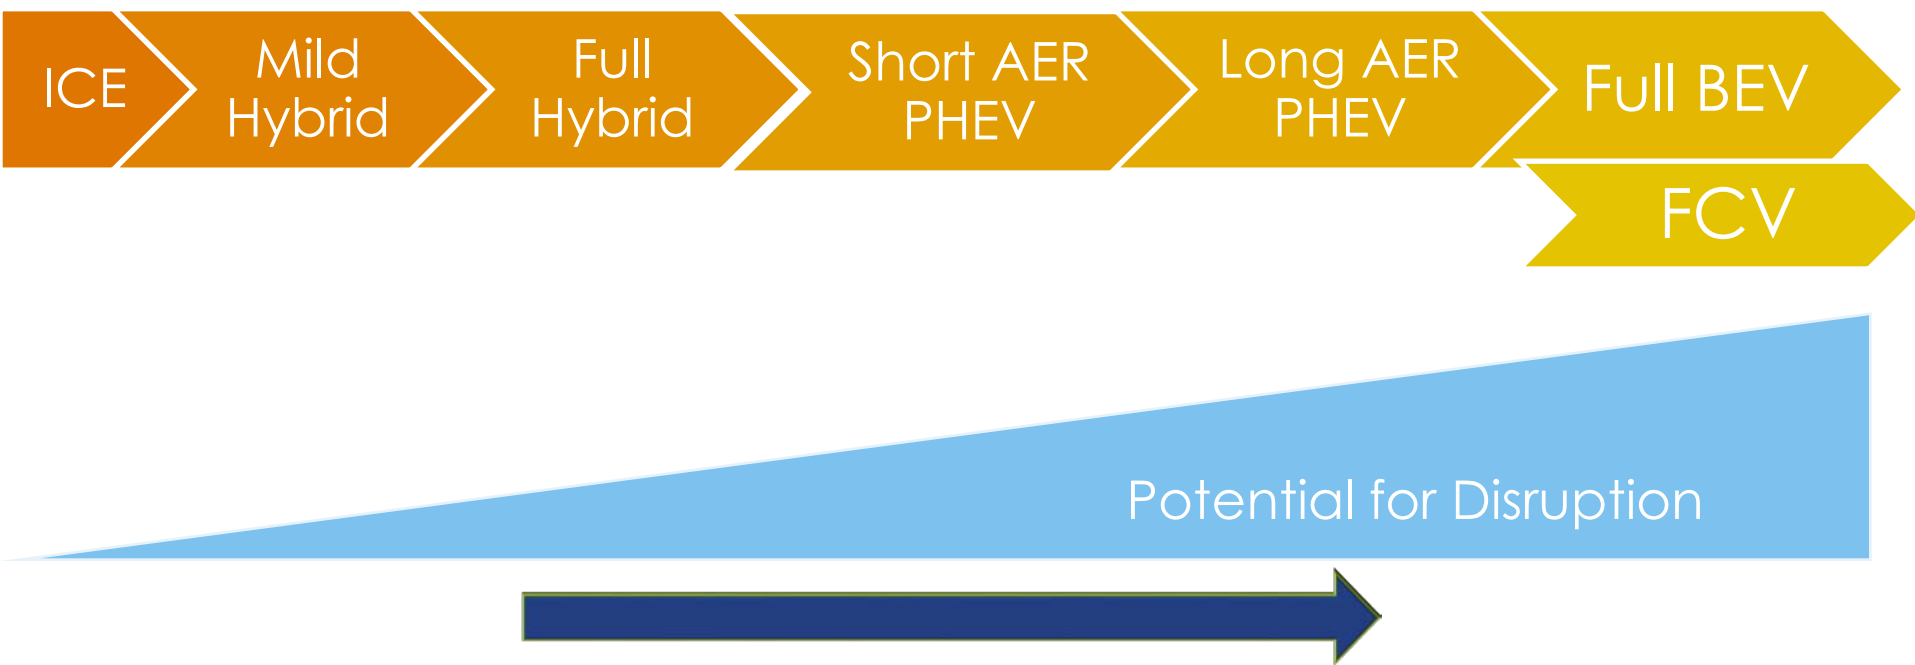 ICE
Mild
Hybrid
Full
Hybrid
Short AER
PHEV
Long AER
PHEV
Full BEV
FCV
Potential for Disruption